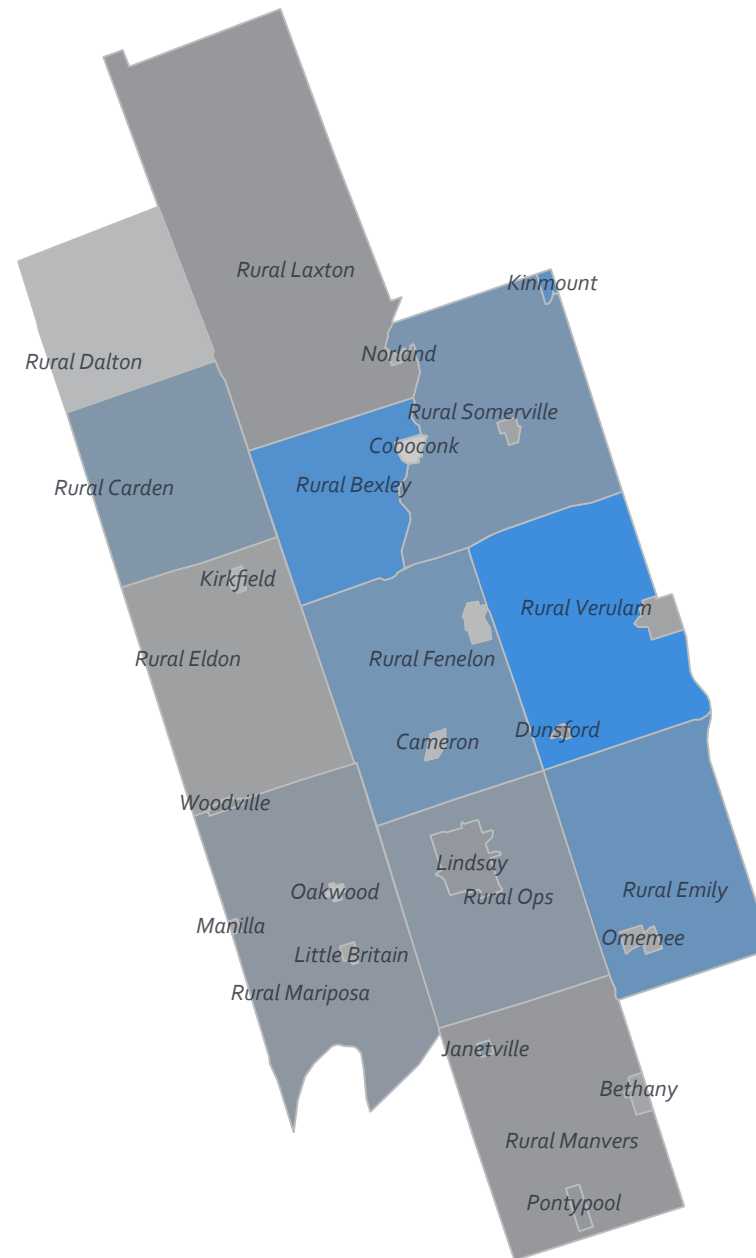 Rural Laxton
Kinmount
Norland
Rural Dalton
Rural Somerville
Coboconk
Rural Bexley
Rural Carden
Kirkfield
Rural Verulam
Rural Eldon
Rural Fenelon
Dunsford
Cameron
Woodville
Lindsay
Oakwood
Rural Emily
Rural Ops
Manilla
Omemee
Little Britain
Rural Mariposa
Janetville
Bethany
Rural Manvers
Pontypool